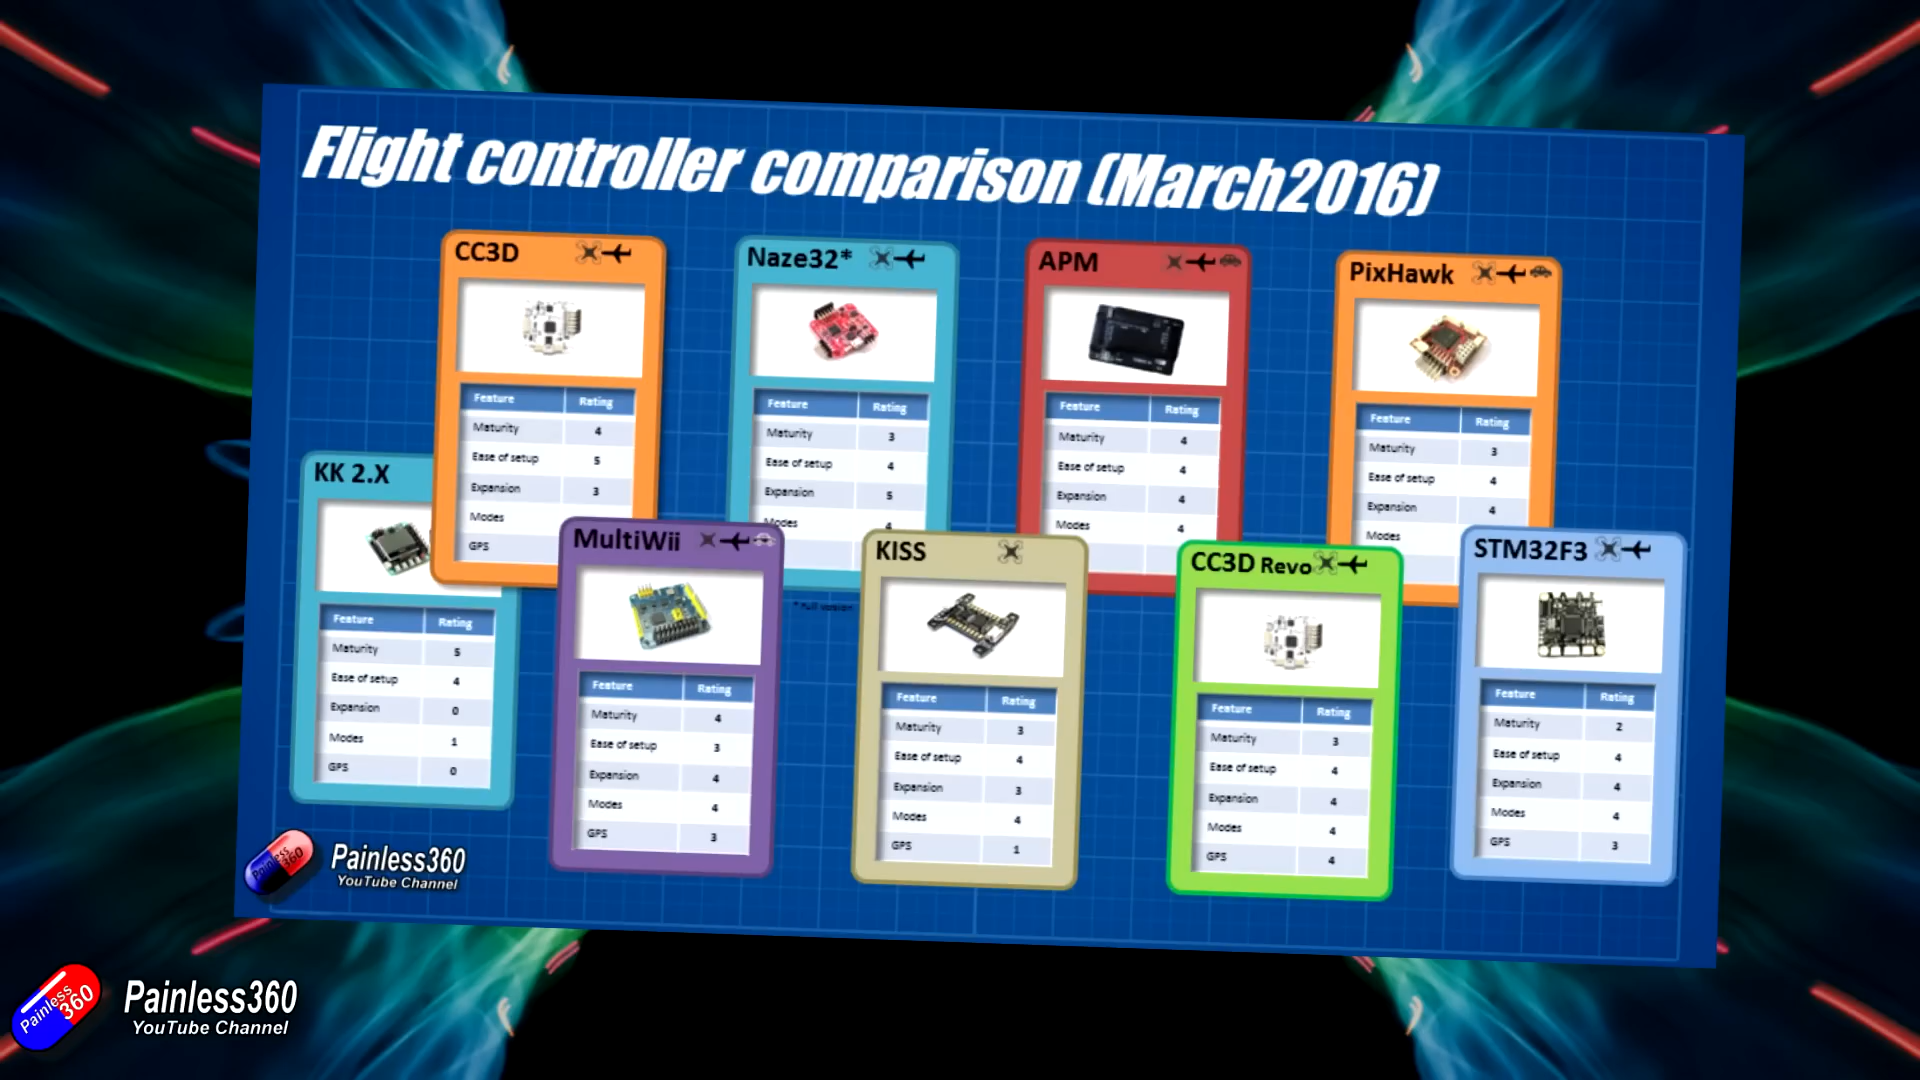 Flight controller comparison (March2016)
CC3D
Feature Rating
Maturity 4
Ease of setup 5
Expansion 3
Modes
GPS
Naze32*
Feature Rating
Maturity 3
Ease of setup 4
Expansion 5
Modes 4
* Full version
APM
Feature Rating
Maturity 4
Ease of setup 4
Expansion 4
Modes 4
PixHawk
Feature Rating
Maturity 3
Ease of setup 4
Expansion 4
Modes
KK 2.X
Feature Rating
Maturity 5
Ease of setup 4
Expansion 0
Modes 1
GPS 0
MultiWii
Feature Rating
Maturity 4
Ease of setup 3
Expansion 4
Modes 4
GPS 3
KISS
Feature Rating
Maturity 3
Ease of setup 4
Expansion 3
Modes 4
GPS 1
CC3D Revo
Feature Rating
Maturity 3
Ease of setup 4
Expansion 4
Modes 4
GPS 4
STM32F3
Feature Rating
Maturity 2
Ease of setup 4
Expansion 4
Modes 4
GPS 3
Painless360
Painless360
YouTube Channel
Painless360
Painless360
YouTube Channel